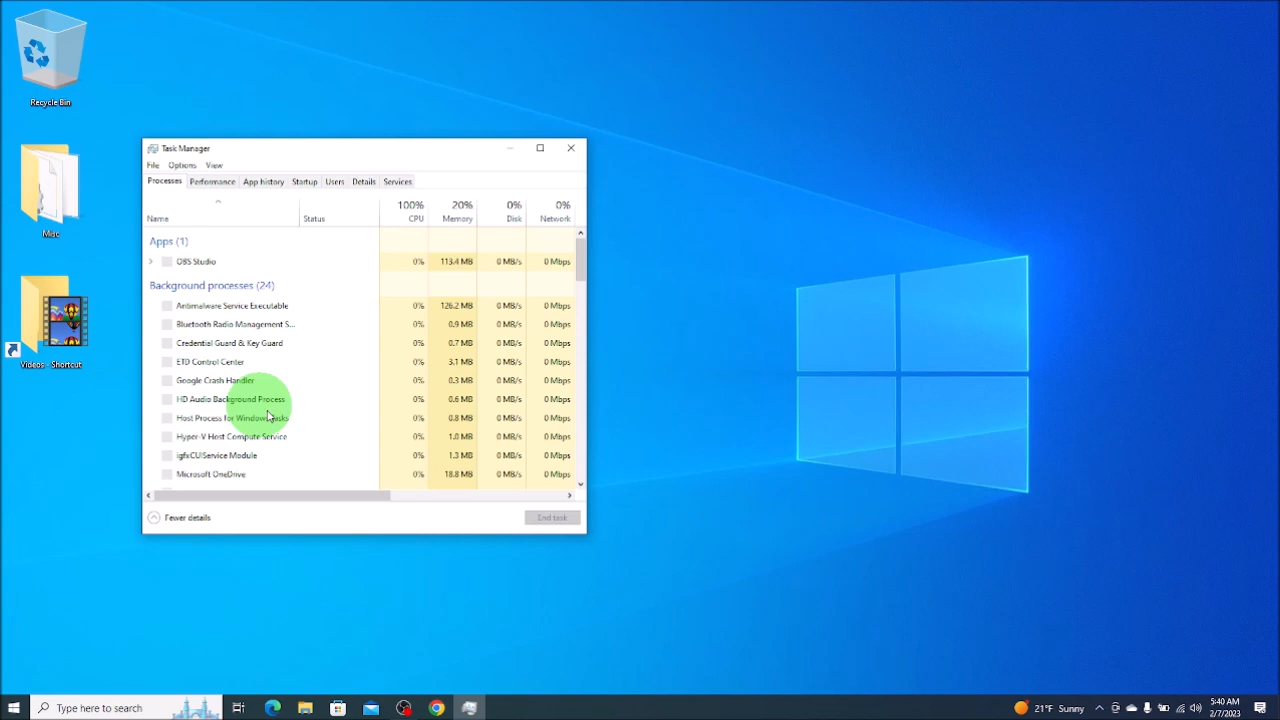 Recycle Bin
Mac
Videos - Shortcut
Task Manager
File Options View
Processes Performance App history Startup Users Details Services
100% 20% 0% 0%
Name Status CPU Memory Disk Network
Apps (1)
OBS Studio 0% 113.4 MB 0 MB/s 0 Mbps
Background processes (24)
Antimalware Service Executable 0% 126.2 MB 0 MB/s 0 Mbps
Bluetooth Radio Management S... 0% 0.9 MB 0 MB/s 0 Mbps
Credential Guard & Key Guard 0% 0.7 MB 0 MB/s 0 Mbps
ETD Control Center 0% 3.1 MB 0 MB/s 0 Mbps
Google Crash Handler 0% 0.3 MB 0 MB/s 0 Mbps
HD Audio Background Process 0% 0.6 MB 0 MB/s 0 Mbps
Host Process for Windows Tasks 0% 0.8 MB 0 MB/s 0 Mbps
Hyper-V Host Compute Service 0% 1.0 MB 0 MB/s 0 Mbps
igfxCUIService Module 0% 1.3 MB 0 MB/s 0 Mbps
Microsoft OneDrive 0% 18.8 MB 0 MB/s 0 Mbps
Fewer details End task
Type here to search
21°F Sunny
5:40 AM
2/7/2023